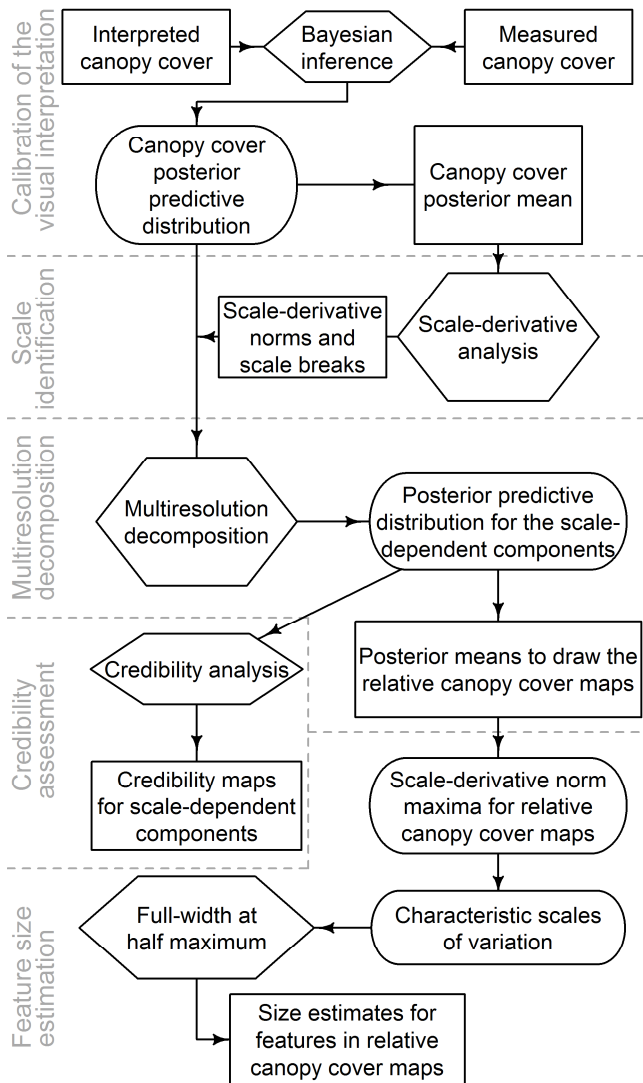 Calibration of the
visual interpretation
Interpreted
canopy cover
Bayesian
inference
Measured
canopy cover
Canopy cover
posterior
predictive
distribution
Canopy cover
posterior mean
Scale
identification
Scale-derivative
norms and
scale breaks
Scale-derivative
analysis
Multiresolution
decomposition
Multiresolution
decomposition
Posterior predictive
distribution for the scale-
dependent components
Credibility
assessment
Credibility analysis
Posterior means to draw the
relative canopy cover maps
Credibility maps
for scale-dependent
components
Scale-derivative norm
maxima for relative
canopy cover maps
Feature size
estimation
Full-width at
half maximum
Characteristic scales
of variation
Size estimates for
features in relative
canopy cover maps